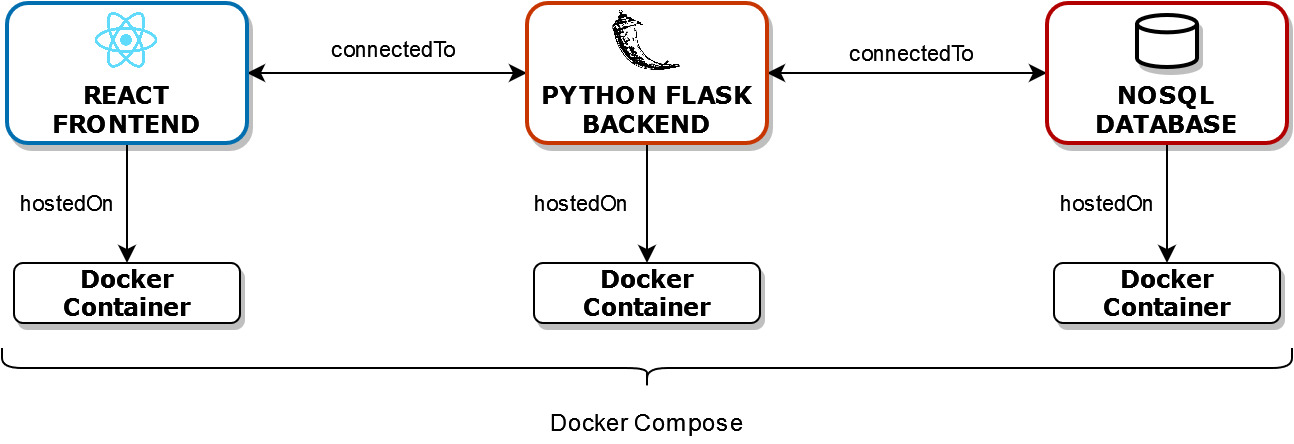 connectedTo
connectedTo
REACT
FRONTEND
PYTHON FLASK
BACKEND
NOSQL
DATABASE
hostedOn
hostedOn
hostedOn
Docker
Container
Docker
Container
Docker
Container
Docker Compose